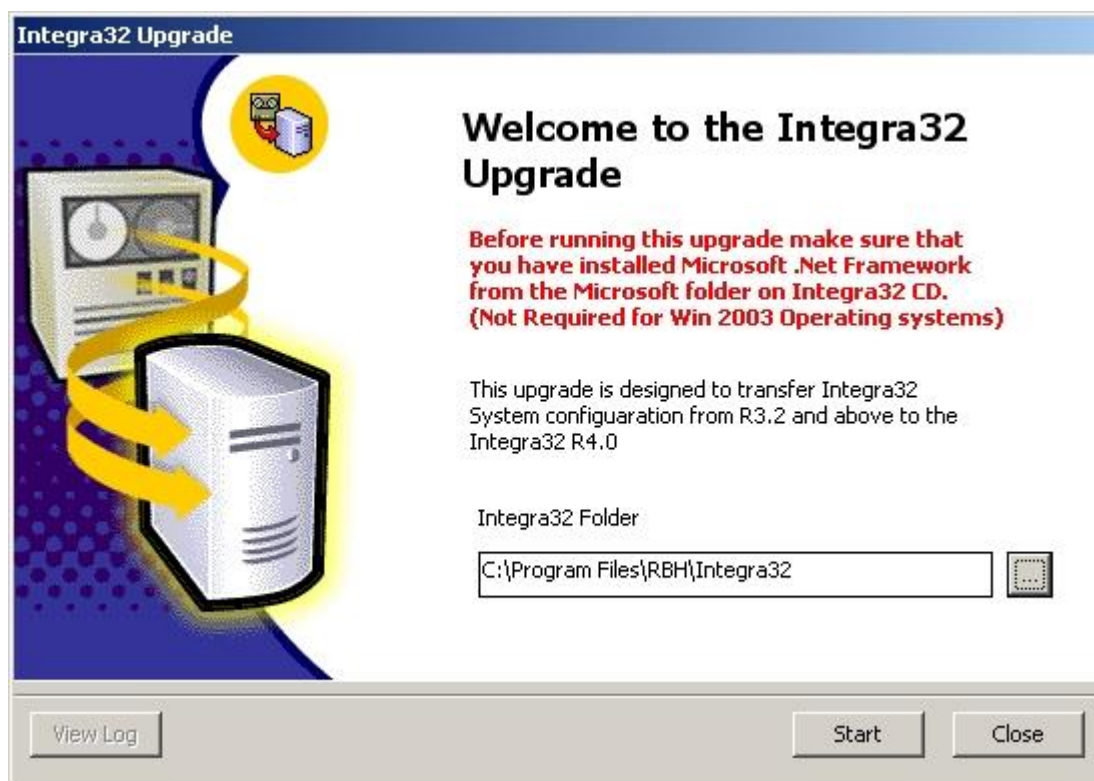 Integra32 Upgrade
Welcome to the Integra32
Upgrade
Before running this upgrade make sure that
you have installed Microsoft .Net Framework
from the Microsoft folder on Integra32 CD.
(Not Required for Win 2003 Operating systems)
This upgrade is designed to transfer Integra32
System configuaration from R3.2 and above to the
Integra32 R4.0
Integra32 Folder
C:\Program Files\RBH\Integra32
...
View Log
Start
Close